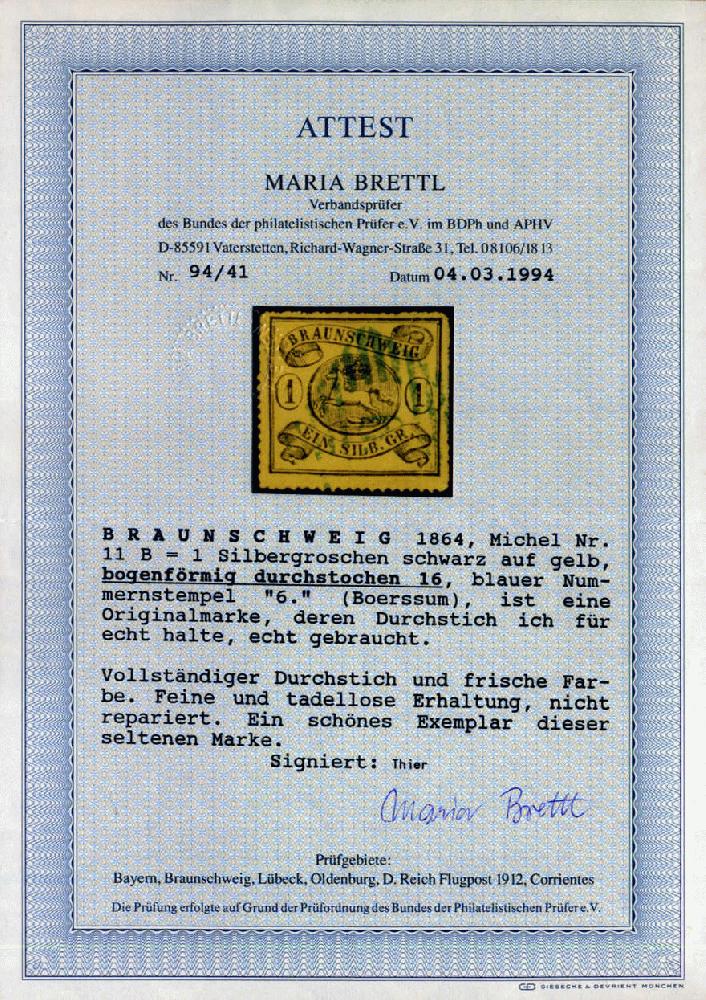 ATTEST
MARIA BRETTL
Verbandsprüfer
des Bundes der philatelistischen Prüfer e.V. im BDPh und APHV
D-85591 Vaterstetten, Richard-Wagner-Straße 31, Tel. 08106/18 13
Nr. 94/41 Datum 04.03.1994
BRAUNSCHWEIG
1 1
EIN SILB.GR.
BRAUNSCHWEIG 1864, Michel Nr.
11 B = 1 Silbergroschen schwarz auf gelb,
bogenförmig durchstochen 16, blauer Num-
mernstempel "6." (Boerssum), ist eine
Originalmarke, deren Durchstich ich für
echt halte, echt gebraucht.
Vollständiger Durchstich und frische Far-
be. Feine und tadellose Erhaltung, nicht
repariert. Ein schönes Exemplar dieser
seltenen Marke.
Signiert: Thier
Maria Brettl
Prüfgebiete:
Bayern, Braunschweig, Lübeck, Oldenburg, D. Reich Flugpost 1912, Corrientes
Die Prüfung erfolgte auf Grund der Prüfordnung des Bundes der Philatelistischen Prüfer e.V.
GIESECKE & DEVRIENT MÜNCHEN